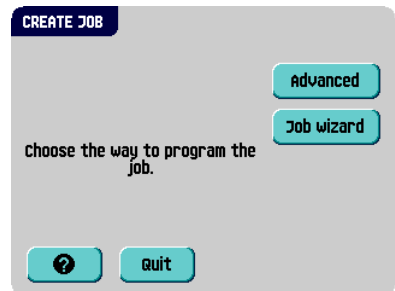 CREATE JOB
Advanced
Job wizard
Choose the way to program the
job.
?
Quit